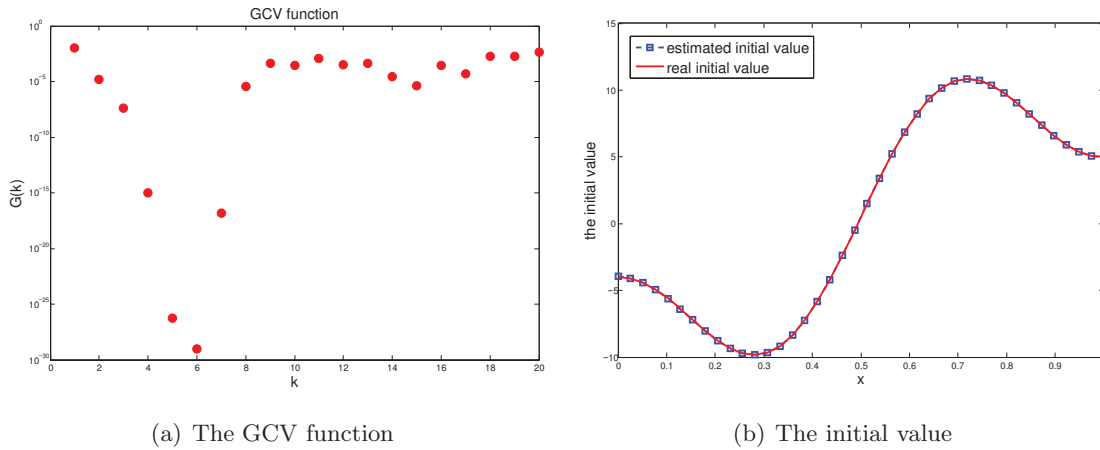 GCV function
10^0
10^−5
10^−10
10^−15
10^−20
10^−25
10^−30
G(k)
0 2 4 6 8 10 12 14 16 18 20
k
(a) The GCV function
15
10
5
0
−5
−10
the initial value
estimated initial value
real initial value
0 0.1 0.2 0.3 0.4 0.5 0.6 0.7 0.8 0.9
x
(b) The initial value